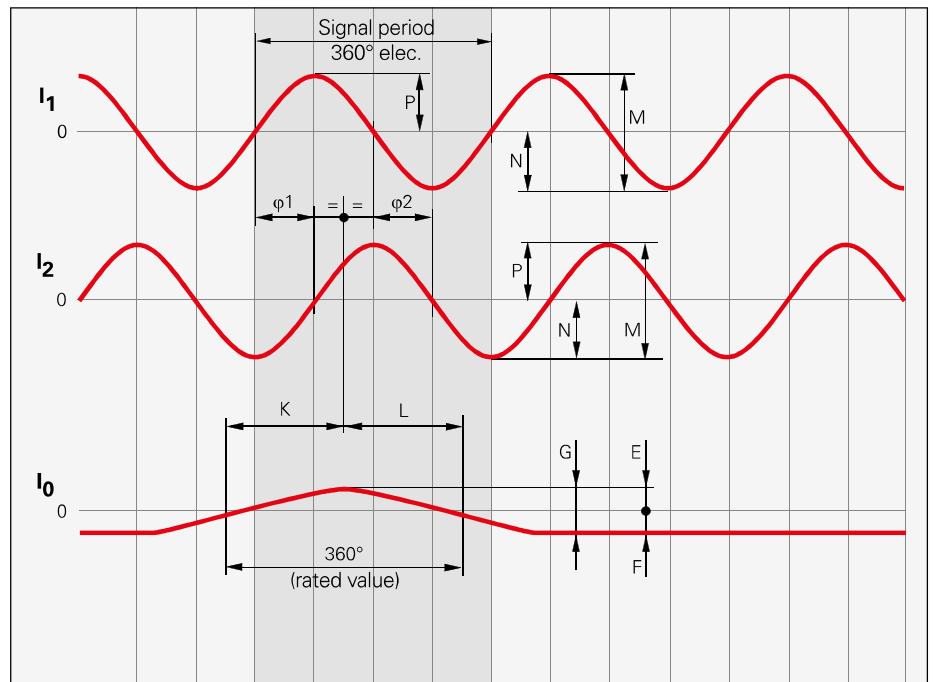 Signal period
360° elec.
I1
P
M
0
N
φ1
= =
φ2
I2
P
0
N
M
K
L
G
E
I0
0
360°
(rated value)
F